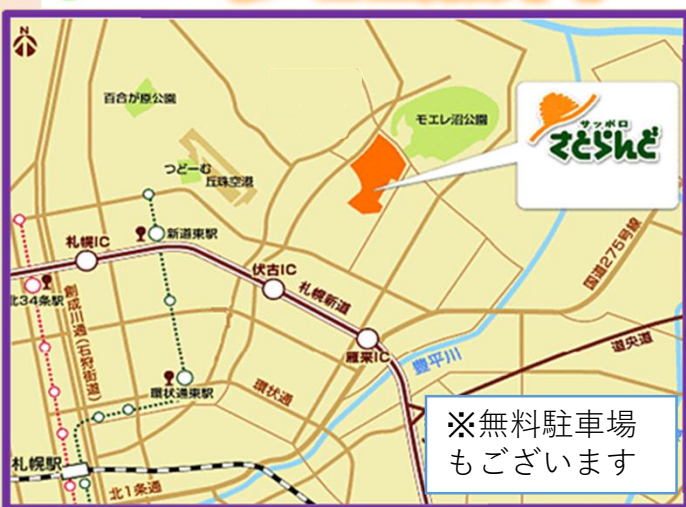 N
百合が原公園
モエレ沼公園
サッポロ
さとらんど
つどーむ
丘珠空港
新道東駅
札幌IC
伏古IC
札幌新道
国道275号線
北34条駅
創成川通(石狩街道)
雁来IC
豊平川
道央道
環状通東駅
環状通
※無料駐車場
もございます
札幌駅
北1条通